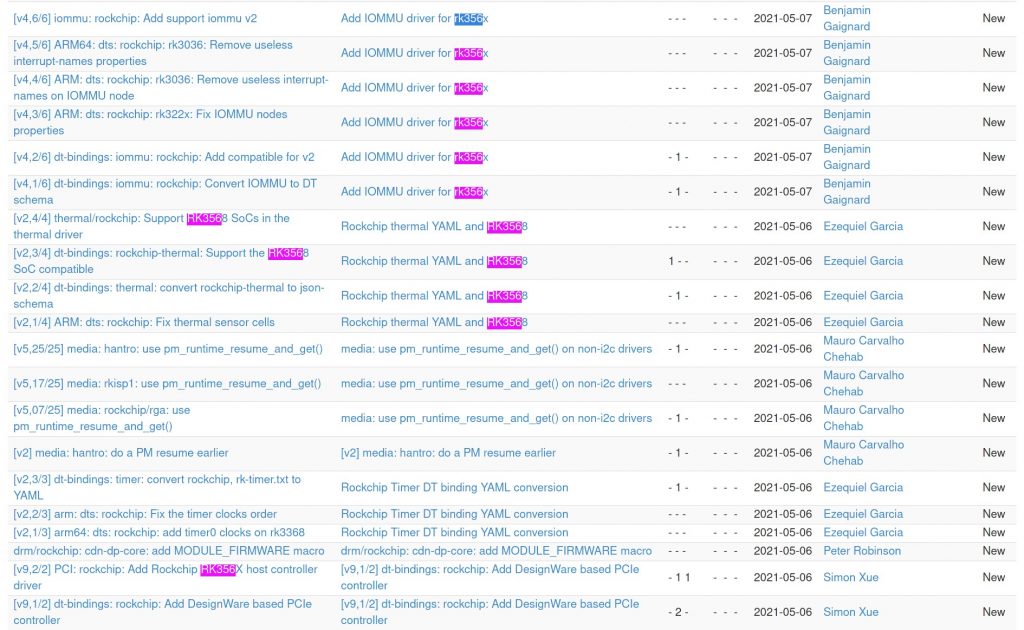 [v4,6/6] iommu: rockchip: Add support iommu v2 Add IOMMU driver for rk356x - - - - - - 2021-05-07 Benjamin Gaignard New
[v4,5/6] ARM64: dts: rockchip: rk3036: Remove useless interrupt-names properties Add IOMMU driver for rk356x - - - - - - 2021-05-07 Benjamin Gaignard New
[v4,4/6] ARM: dts: rockchip: rk3036: Remove useless interrupt-names on IOMMU node Add IOMMU driver for rk356x - - - - - - 2021-05-07 Benjamin Gaignard New
[v4,3/6] ARM: dts: rockchip: rk322x: Fix IOMMU nodes properties Add IOMMU driver for rk356x - - - - - - 2021-05-07 Benjamin Gaignard New
[v4,2/6] dt-bindings: iommu: rockchip: Add compatible for v2 Add IOMMU driver for rk356x - 1 - - - - 2021-05-07 Benjamin Gaignard New
[v4,1/6] dt-bindings: iommu: rockchip: Convert IOMMU to DT schema Add IOMMU driver for rk356x - 1 - - - - 2021-05-07 Benjamin Gaignard New
[v2,4/4] thermal/rockchip: Support RK3568 SoCs in the thermal driver Rockchip thermal YAML and RK3568 - - - - - - 2021-05-06 Ezequiel Garcia New
[v2,3/4] dt-bindings: rockchip-thermal: Support the RK3568 SoC compatible Rockchip thermal YAML and RK3568 1 - - - - - 2021-05-06 Ezequiel Garcia New
[v2,2/4] dt-bindings: thermal: convert rockchip-thermal to json-schema Rockchip thermal YAML and RK3568 - 1 - - - - 2021-05-06 Ezequiel Garcia New
[v2,1/4] ARM: dts: rockchip: Fix thermal sensor cells Rockchip thermal YAML and RK3568 - - - - - - 2021-05-06 Ezequiel Garcia New
[v5,25/25] media: hantro: use pm_runtime_resume_and_get() media: use pm_runtime_resume_and_get() on non-i2c drivers - 1 - - - - 2021-05-06 Mauro Carvalho Chehab New
[v5,17/25] media: rkisp1: use pm_runtime_resume_and_get() media: use pm_runtime_resume_and_get() on non-i2c drivers - - - - - - 2021-05-06 Mauro Carvalho Chehab New
[v5,07/25] media: rockchip/rga: use pm_runtime_resume_and_get() media: use pm_runtime_resume_and_get() on non-i2c drivers - 1 - - - - 2021-05-06 Mauro Carvalho Chehab New
[v2] media: hantro: do a PM resume earlier [v2] media: hantro: do a PM resume earlier - 1 - - - - 2021-05-06 Mauro Carvalho Chehab New
[v2,3/3] dt-bindings: timer: convert rockchip, rk-timer.txt to YAML Rockchip Timer DT binding YAML conversion - 1 - - - - 2021-05-06 Ezequiel Garcia New
[v2,2/3] arm: dts: rockchip: Fix the timer clocks order Rockchip Timer DT binding YAML conversion - - - - - - 2021-05-06 Ezequiel Garcia New
[v2,1/3] arm64: dts: rockchip: add timer0 clocks on rk3368 Rockchip Timer DT binding YAML conversion - - - - - - 2021-05-06 Ezequiel Garcia New
drm/rockchip: cdn-dp-core: add MODULE_FIRMWARE macro drm/rockchip: cdn-dp-core: add MODULE_FIRMWARE macro - - - - - - 2021-05-06 Peter Robinson New
[v9,2/2] PCI: rockchip: Add Rockchip RK356X host controller driver [v9,1/2] dt-bindings: rockchip: Add DesignWare based PCIe controller - 1 1 - - - 2021-05-06 Simon Xue New
[v9,1/2] dt-bindings: rockchip: Add DesignWare based PCIe controller [v9,1/2] dt-bindings: rockchip: Add DesignWare based PCIe controller - 2 - - - - 2021-05-06 Simon Xue New